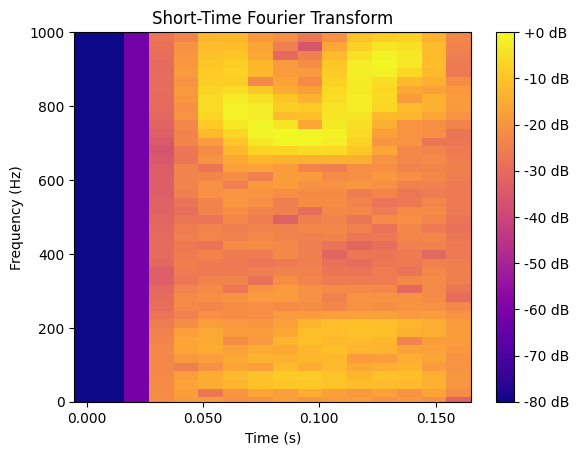 Short-Time Fourier Transform
1000
800
600
400
200
0
Frequency (Hz)
0.000
0.050
0.100
0.150
Time (s)
+0 dB
-10 dB
-20 dB
-30 dB
-40 dB
-50 dB
-60 dB
-70 dB
-80 dB